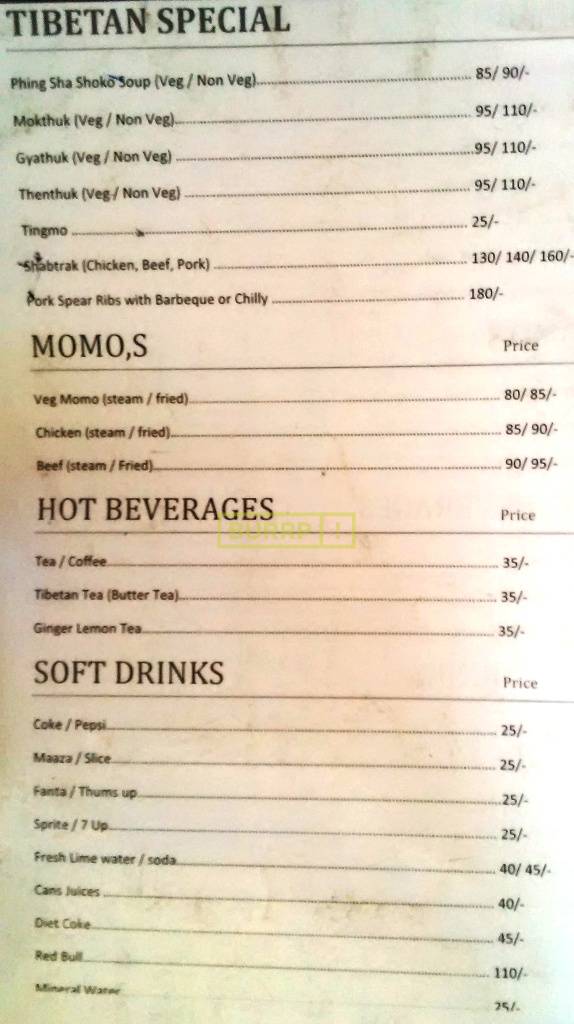 TIBETAN SPECIAL
Phing Sha Shoko Soup (Veg / Non Veg) 85/ 90/-
Mokthuk (Veg / Non Veg) 95/ 110/-
Gyathuk (Veg / Non Veg) 95/ 110/-
Thenthuk (Veg / Non Veg) 95/ 110/-
Tingmo 25/-
Shabtrak (Chicken, Beef, Pork) 130/ 140/ 160/-
Pork Spear Ribs with Barbeque or Chilly 180/-
MOMO,S Price
Veg Momo (steam / fried) 80/ 85/-
Chicken (steam / fried) 85/ 90/-
Beef (steam / Fried) 90/ 95/-
HOT BEVERAGES Price
BURRP !
Tea / Coffee 35/-
Tibetan Tea (Butter Tea) 35/-
Ginger Lemon Tea 35/-
SOFT DRINKS Price
Coke / Pepsi 25/-
Maaza / Slice 25/-
Fanta / Thums up 25/-
Sprite / 7 Up 25/-
Fresh Lime water / soda 40/ 45/-
Cans Juices 40/-
Diet Coke 45/-
Red Bull 110/-
Mineral Water 25/-